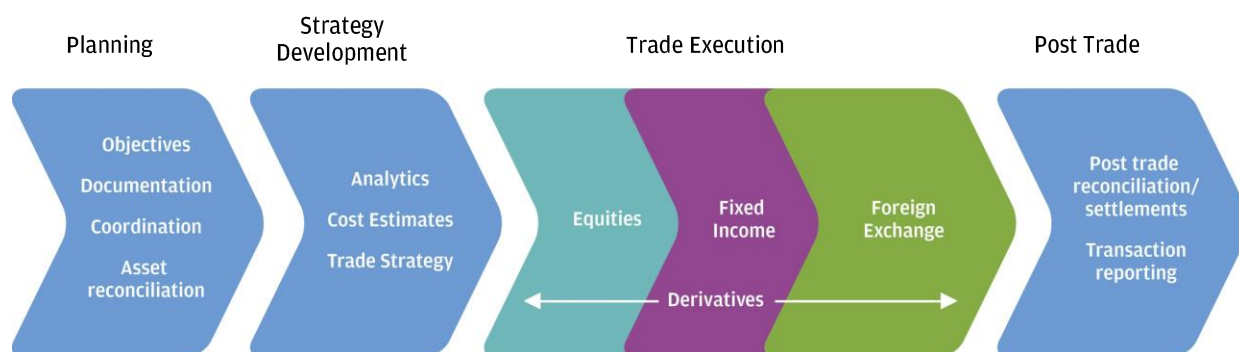 Planning
Strategy
Development
Trade Execution
Post Trade
Objectives
Documentation
Coordination
Asset
reconciliation
Analytics
Cost Estimates
Trade Strategy
Equities
Fixed
Income
Foreign
Exchange
Derivatives
Post trade
reconciliation/
settlements
Transaction
reporting